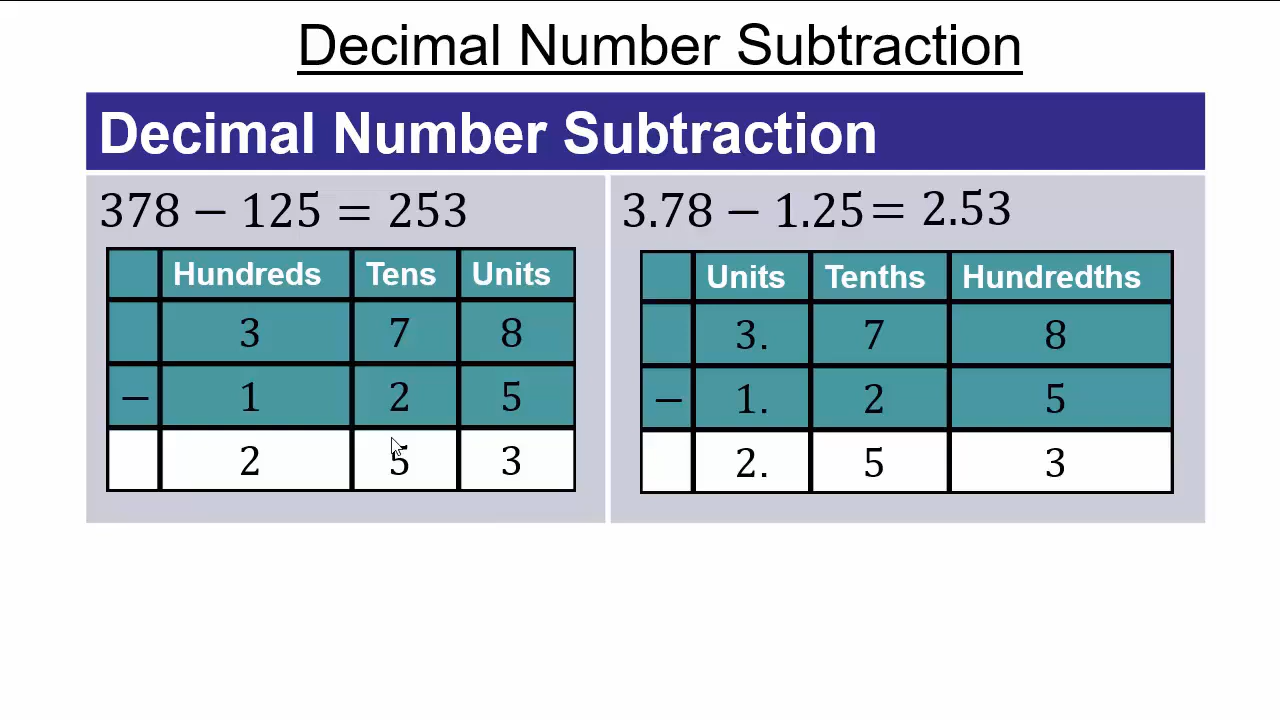 Decimal Number Subtraction
Decimal Number Subtraction
378 − 125 = 253
Hundreds Tens Units
3 7 8
− 1 2 5
2 5 3
3.78 − 1.25 = 2.53
Units Tenths Hundredths
3. 7 8
− 1. 2 5
2. 5 3